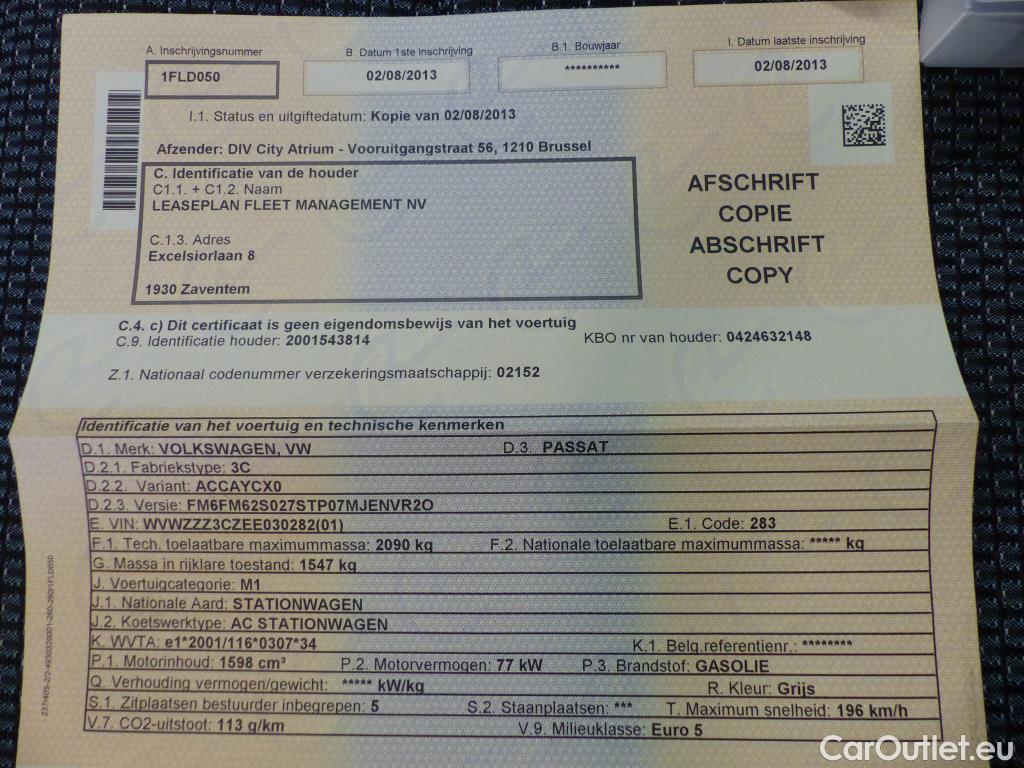 A. Inschrijvingsnummer
B. Datum 1ste inschrijving
B.1. Bouwjaar
I. Datum laatste inschrijving
1FLD050
02/08/2013
**********
02/08/2013
I.1. Status en uitgiftedatum: Kopie van 02/08/2013
Afzender: DIV City Atrium - Vooruitgangstraat 56, 1210 Brussel
C. Identificatie van de houder
C1.1. + C1.2. Naam
LEASEPLAN FLEET MANAGEMENT NV
C.1.3. Adres
Excelsiorlaan 8
1930 Zaventem
AFSCHRIFT
COPIE
ABSCHRIFT
COPY
C.4. c) Dit certificaat is geen eigendomsbewijs van het voertuig
C.9. Identificatie houder: 2001543814
KBO nr van houder: 0424632148
Z.1. Nationaal codenummer verzekeringsmaatschappij: 02152
Identificatie van het voertuig en technische kenmerken
D.1. Merk: VOLKSWAGEN, VW D.3. PASSAT
D.2.1. Fabriekstype: 3C
D.2.2. Variant: ACCAYCX0
D.2.3. Versie: FM6FM62S027STP07MJENVR2O
E. VIN: WVWZZZ3CZEE030282(01) E.1. Code: 283
F.1. Tech. toelaatbare maximummassa: 2090 kg F.2. Nationale toelaatbare maximummassa: ***** kg
G. Massa in rijklare toestand: 1547 kg
J. Voertuigcategorie: M1
J.1. Nationale Aard: STATIONWAGEN
J.2. Koetswerktype: AC STATIONWAGEN
K. WVTA: e1*2001/116*0307*34 K.1. Belg.referentienr.: ********
P.1. Motorinhoud: 1598 cm³ P.2. Motorvermogen: 77 kW P.3. Brandstof: GASOLIE
Q. Verhouding vermogen/gewicht: ***** kW/kg R. Kleur: Grijs
S.1. Zitplaatsen bestuurder inbegrepen: 5 S.2. Staanplaatsen: *** T. Maximum snelheid: 196 km/h
V.7. CO2-uitstoot: 113 g/km V.9. Milieuklasse: Euro 5
CarOutlet.eu